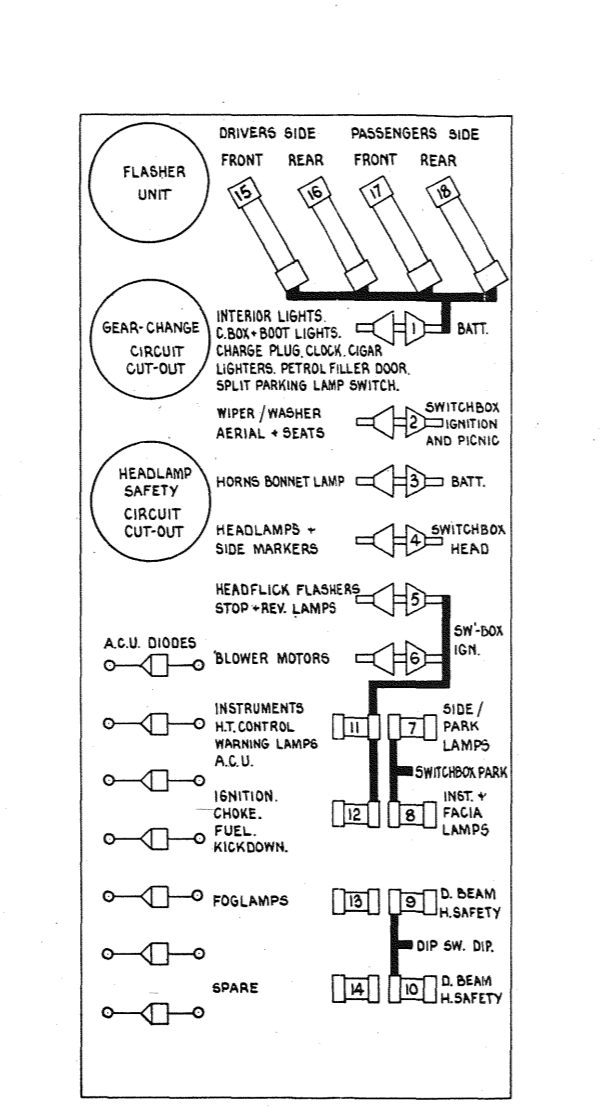 DRIVERS SIDE PASSENGERS SIDE
FRONT REAR FRONT REAR
FLASHER
UNIT
15 16 17 18
GEAR-CHANGE
CIRCUIT
CUT-OUT
INTERIOR LIGHTS.
C.BOX+BOOT LIGHTS.
CHARGE PLUG. CLOCK. CIGAR
LIGHTERS. PETROL FILLER DOOR.
SPLIT PARKING LAMP SWITCH.
1 BATT.
WIPER/WASHER
AERIAL + SEATS
2 SWITCHBOX
IGNITION
AND PICNIC
HEADLAMP
SAFETY
CIRCUIT
CUT-OUT
HORNS BONNET LAMP 3 BATT.
HEADLAMPS +
SIDE MARKERS
4 SWITCHBOX
HEAD
HEADFLICK FLASHERS
STOP + REV. LAMPS
5
SW'-BOX
IGN.
A.C.U. DIODES
BLOWER MOTORS 6
INSTRUMENTS
H.T. CONTROL
WARNING LAMPS
A.C.U.
11 7 SIDE/
PARK
LAMPS
SWITCHBOX PARK
IGNITION.
CHOKE.
FUEL.
KICKDOWN.
12 8 INST. +
FACIA
LAMPS
FOGLAMPS 13 9 D. BEAM
H.SAFETY
DIP SW. DIP.
SPARE 14 10 D. BEAM
H.SAFETY